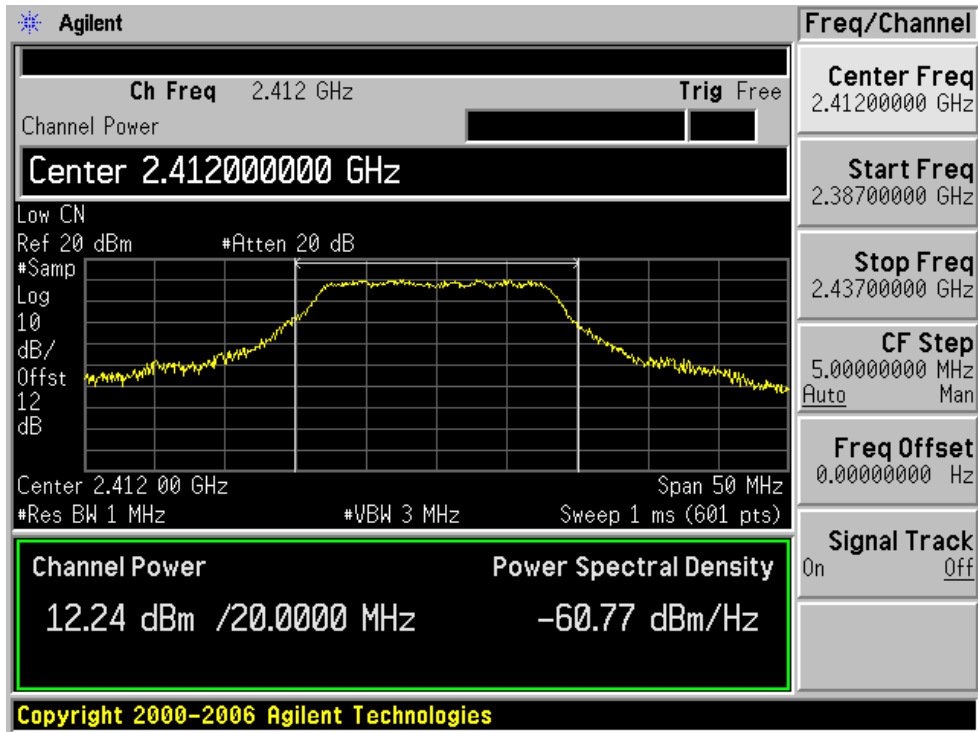 Agilent
Freq/Channel
Ch Freq 2.412 GHz Trig Free
Channel Power
Center 2.412000000 GHz
Low CN
Ref 20 dBm #Atten 20 dB
#Samp
Log
10
dB/
Offst
12
dB
Center 2.412 00 GHz Span 50 MHz
#Res BW 1 MHz #VBW 3 MHz Sweep 1 ms (601 pts)
Channel Power Power Spectral Density
12.24 dBm /20.0000 MHz -60.77 dBm/Hz
Copyright 2000-2006 Agilent Technologies
Center Freq
2.41200000 GHz
Start Freq
2.38700000 GHz
Stop Freq
2.43700000 GHz
CF Step
5.00000000 MHz
Auto Man
Freq Offset
0.00000000 Hz
Signal Track
On Off